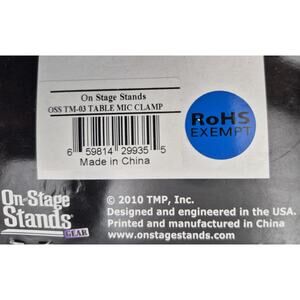 On Stage Stands
OSS TM-03 TABLE MIC CLAMP
6 59814 29935 5
Made in China
RoHS
EXEMPT
On-Stage
Stands®
GEAR
© 2010 TMP, Inc.
Designed and engineered in the USA.
Printed and manufactured in China
www.onstagestands.com